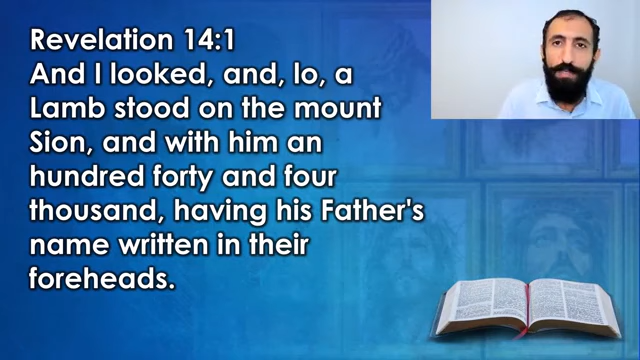 Revelation 14:1
And I looked, and, lo, a
Lamb stood on the mount
Sion, and with him an
hundred forty and four
thousand, having his Father's
name written in their
foreheads.